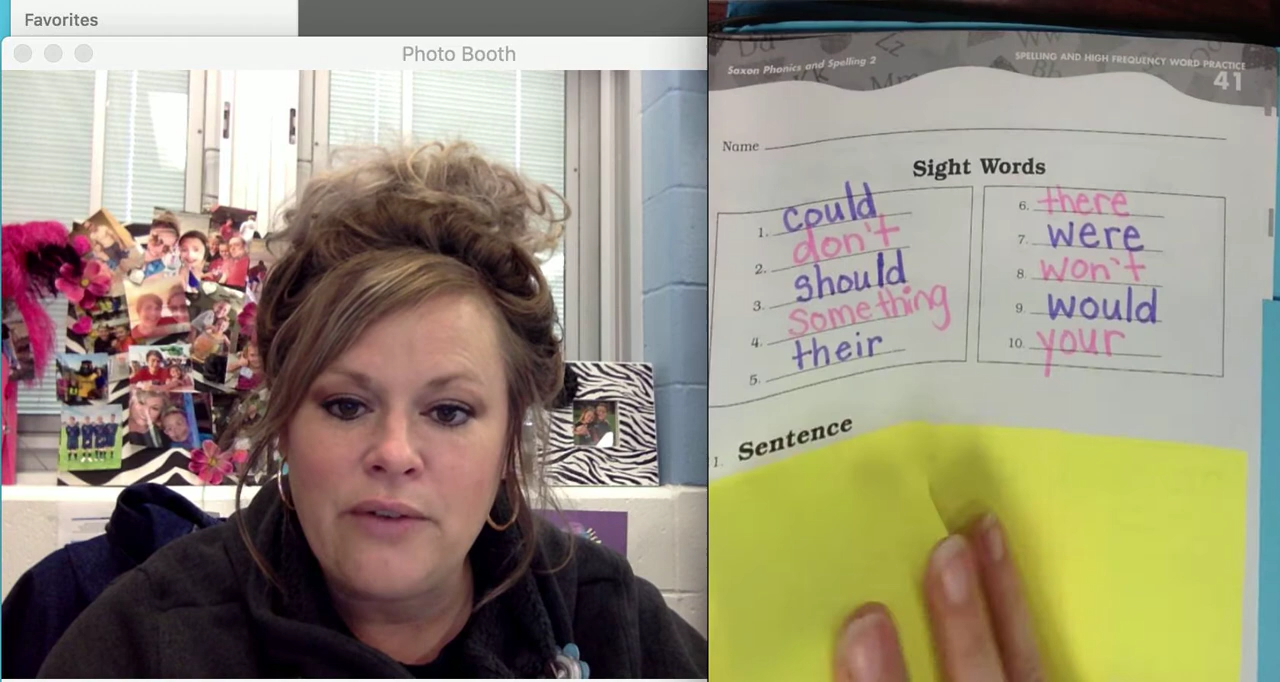 Favorites
Photo Booth
Saxon Phonics and Spelling 2
SPELLING AND HIGH FREQUENCY WORD PRACTICE
41
Name
Sight Words
1. could
2. don't
3. should
4. something
5. their
6. there
7. were
8. won't
9. would
10. your
Sentence
1.